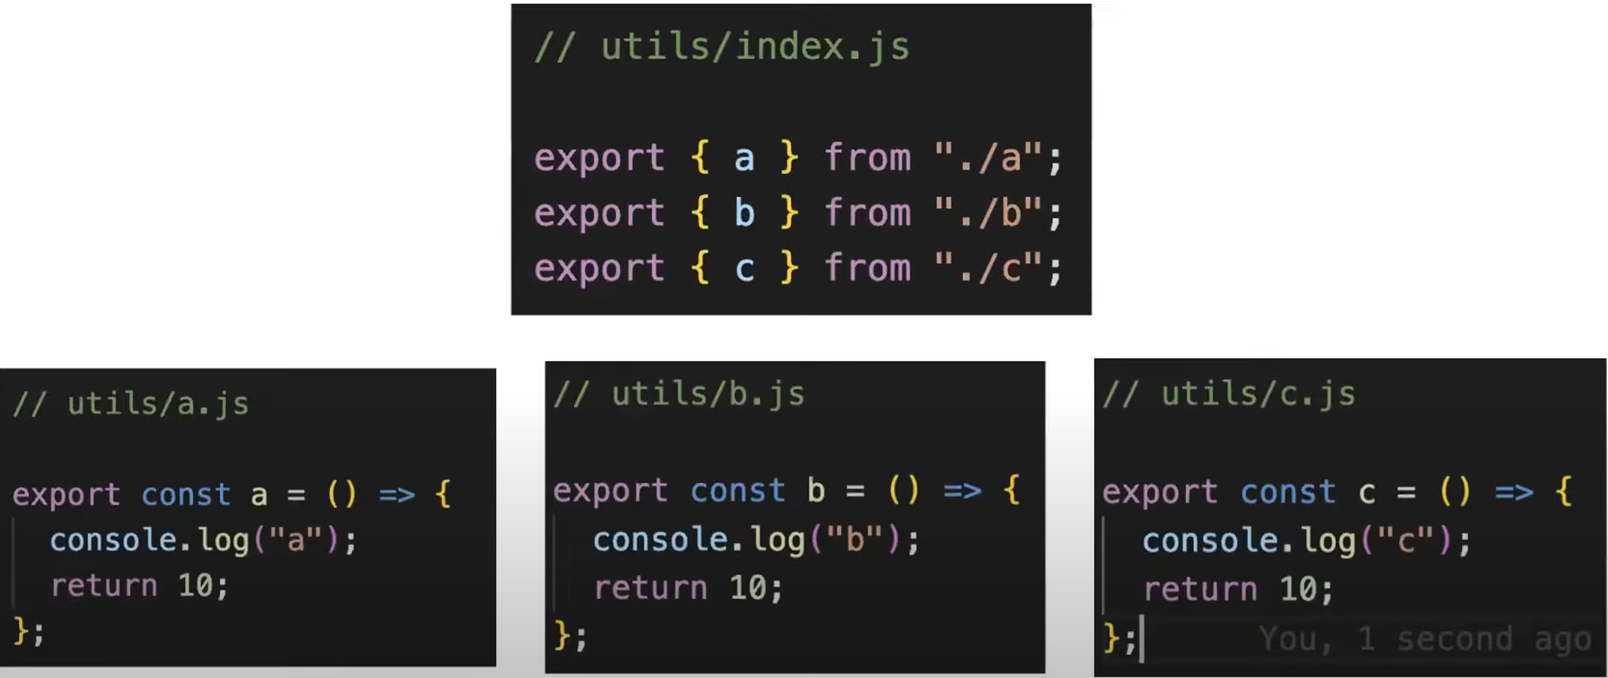 // utils/index.js
export { a } from "./a";
export { b } from "./b";
export { c } from "./c";
// utils/a.js
export const a = () => {
console.log("a");
return 10;
};
// utils/b.js
export const b = () => {
console.log("b");
return 10;
};
// utils/c.js
export const c = () => {
console.log("c");
return 10;
}; You, 1 second ago